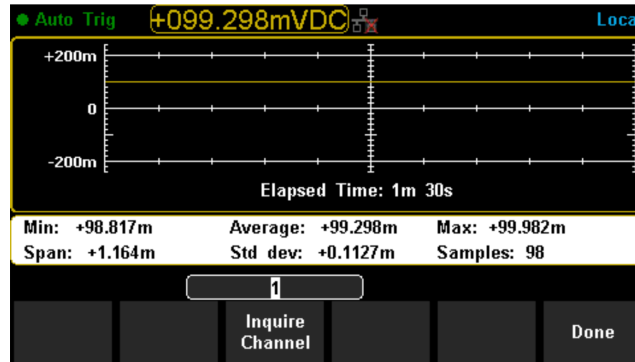 Auto Trig +099.298mVDC Loca
+200m
0
-200m
Elapsed Time: 1m 30s
Min: +98.817m Average: +99.298m Max: +99.982m
Span: +1.164m Std dev: +0.1127m Samples: 98
1
Inquire
Channel
Done